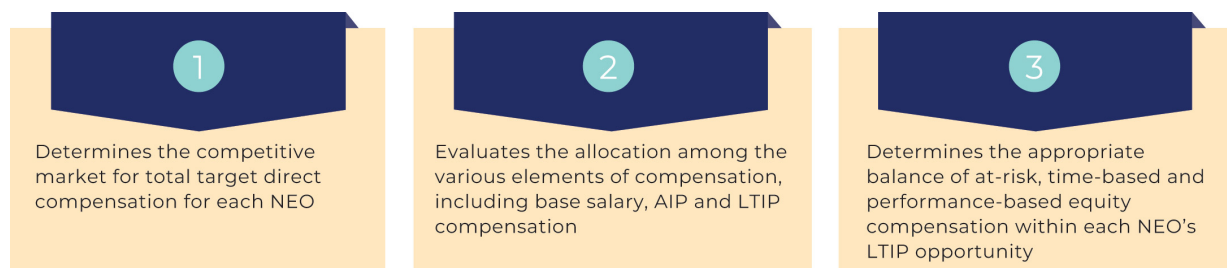 1
Determines the competitive
market for total target direct
compensation for each NEO
2
Evaluates the allocation among the
various elements of compensation,
including base salary, AIP and LTIP
compensation
3
Determines the appropriate
balance of at-risk, time-based and
performance-based equity
compensation within each NEO's
LTIP opportunity